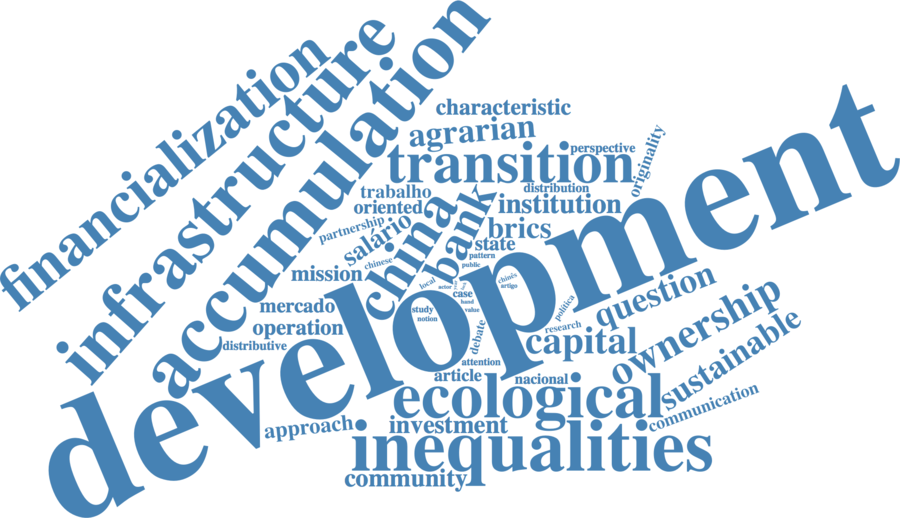 financialization
infrastructure
accumulation
characteristic
agrarian
transition
perspective
originality
trabalho
distribution
oriented
institution
partnership
salário
china
bank
brics
state
pattern
public
chinese
mission
local
actor
case
chinês
artigo
band
value
study
notion
mercado
operation
distributive
development
política
research
debate
question
capital
ownership
sustainable
attention
article
nacional
ecological
communication
approach
investment
inequalities
community